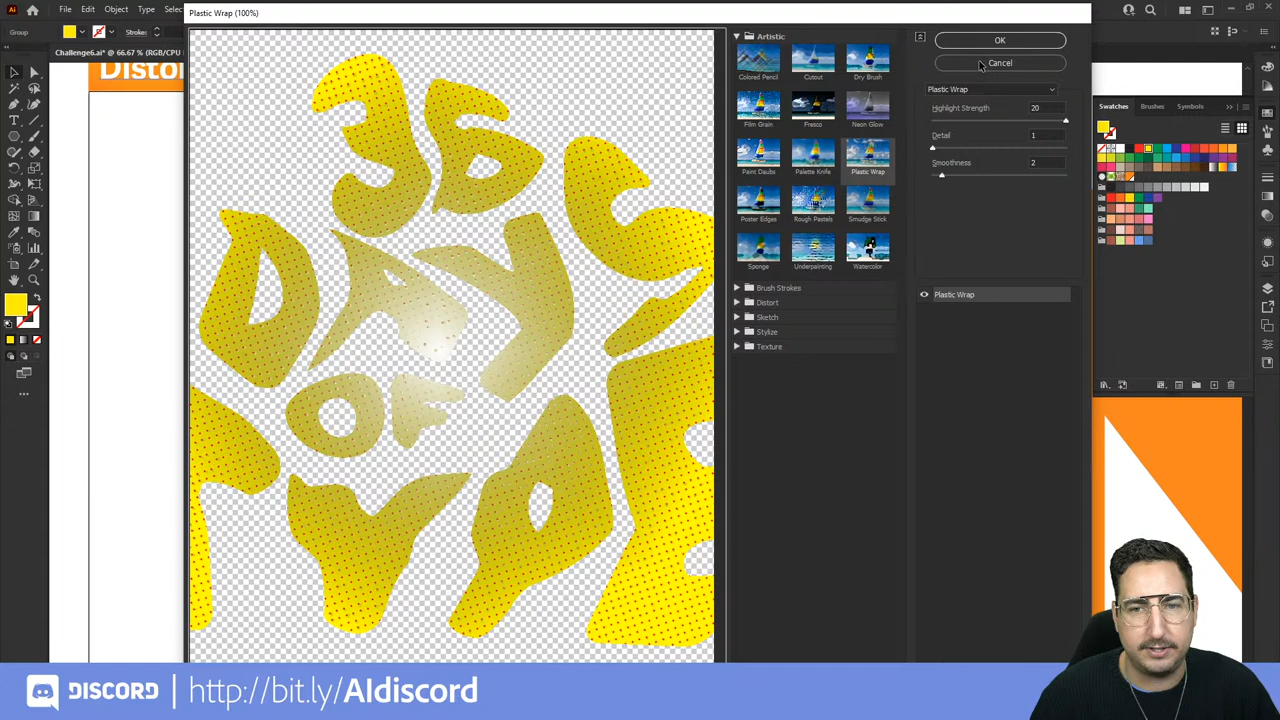 Plastic Wrap (100%)
Ai File Edit Object Type Selec
Group
Stroke:
Challenge6.ai* @ 66.67 % (RGB/CPU
Distor
365
DAYS
OF
Artistic
Colored Pencil
Cutout
Dry Brush
Film Grain
Fresco
Neon Glow
Paint Daubs
Palette Knife
Plastic Wrap
Poster Edges
Rough Pastels
Smudge Stick
Sponge
Underpainting
Watercolor
Brush Strokes
Distort
Sketch
Stylize
Texture
OK
Cancel
Plastic Wrap
Highlight Strength 20
Detail 1
Smoothness 2
Plastic Wrap
Swatches Brushes Symbols
DISCORD | http://bit.ly/AIdiscord